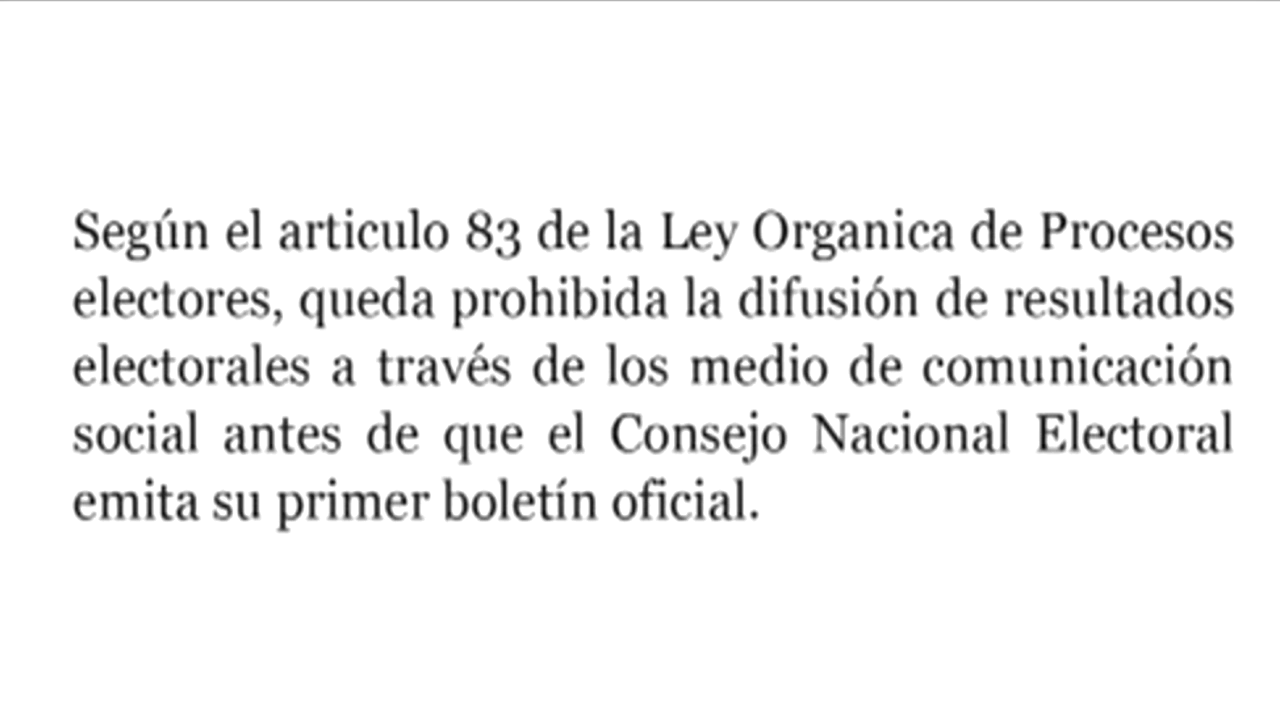 Según el articulo 83 de la Ley Organica de Procesos
electores, queda prohibida la difusión de resultados
electorales a través de los medio de comunicación
social antes de que el Consejo Nacional Electoral
emita su primer boletín oficial.